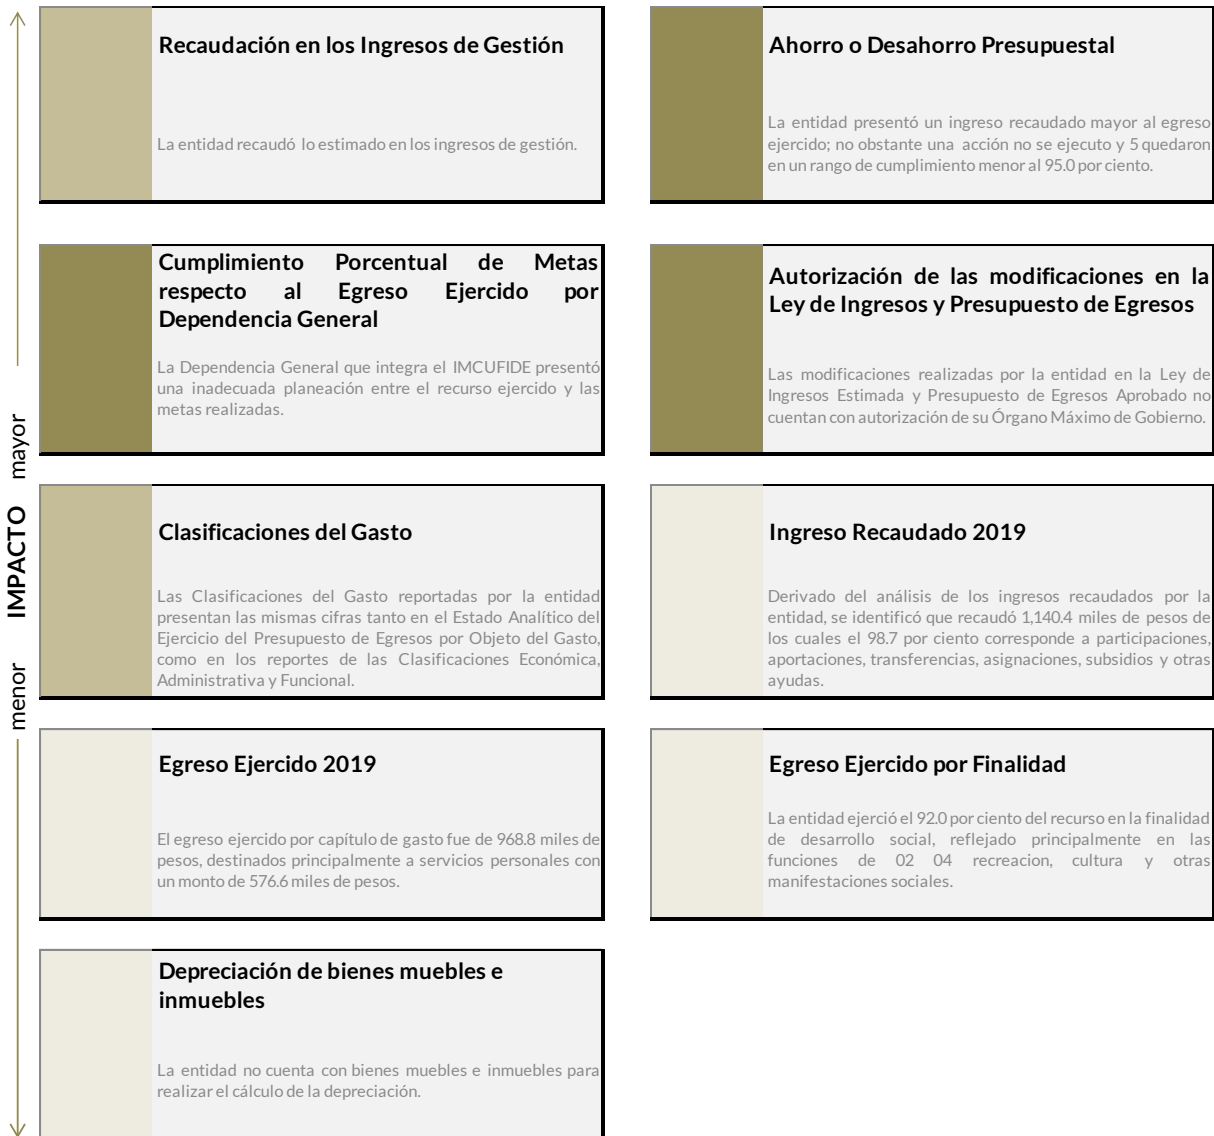 Recaudación en los Ingresos de Gestión
La entidad recaudó lo estimado en los ingresos de gestión.
Ahorro o Desahorro Presupuestal
La entidad presentó un ingreso recaudado mayor al egreso
ejercido; no obstante una acción no se ejecuto y 5 quedaron
en un rango de cumplimiento menor al 95.0 por ciento.
Cumplimiento Porcentual de Metas
respecto al Egreso Ejercido por
Dependencia General
La Dependencia General que integra el IMCUFIDE presentó
una inadecuada planeación entre el recurso ejercido y las
metas realizadas.
Autorización de las modificaciones en la
Ley de Ingresos y Presupuesto de Egresos
Las modificaciones realizadas por la entidad en la Ley de
Ingresos Estimada y Presupuesto de Egresos Aprobado no
cuentan con autorización de su Órgano Máximo de Gobierno.
menor IMPACTO mayor
Clasificaciones del Gasto
Las Clasificaciones del Gasto reportadas por la entidad
presentan las mismas cifras tanto en el Estado Analítico del
Ejercicio del Presupuesto de Egresos por Objeto del Gasto,
como en los reportes de las Clasificaciones Económica,
Administrativa y Funcional.
Ingreso Recaudado 2019
Derivado del análisis de los ingresos recaudados por la
entidad, se identificó que recaudó 1,140.4 miles de pesos de
los cuales el 98.7 por ciento corresponde a participaciones,
aportaciones, transferencias, asignaciones, subsidios y otras
ayudas.
Egreso Ejercido 2019
El egreso ejercido por capítulo de gasto fue de 968.8 miles de
pesos, destinados principalmente a servicios personales con
un monto de 576.6 miles de pesos.
Egreso Ejercido por Finalidad
La entidad ejerció el 92.0 por ciento del recurso en la finalidad
de desarrollo social, reflejado principalmente en las
funciones de 02 04 recreacion, cultura y otras
manifestaciones sociales.
Depreciación de bienes muebles e
inmuebles
La entidad no cuenta con bienes muebles e inmuebles para
realizar el cálculo de la depreciación.